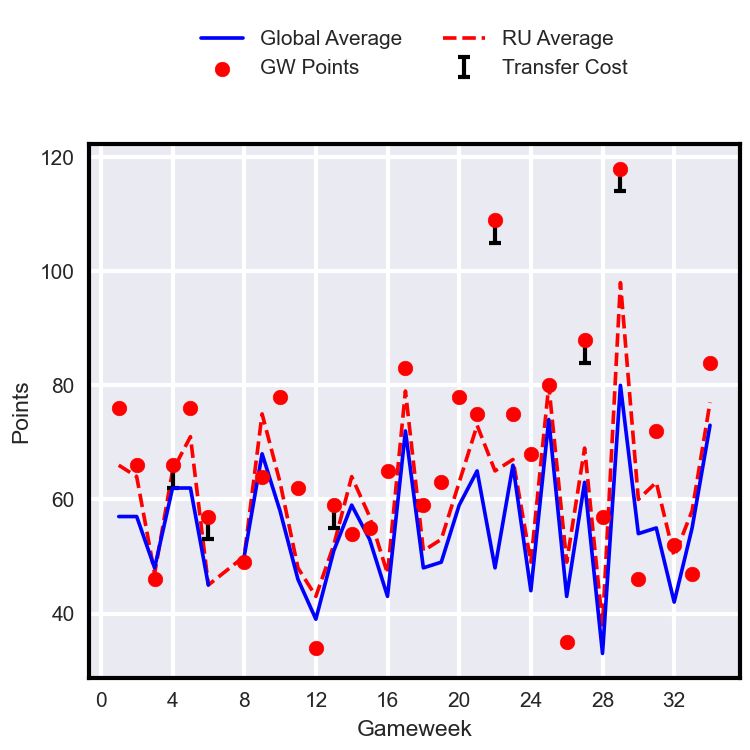 Global Average RU Average
GW Points Transfer Cost
120
100
80
60
40
Points
0 4 8 12 16 20 24 28 32
Gameweek